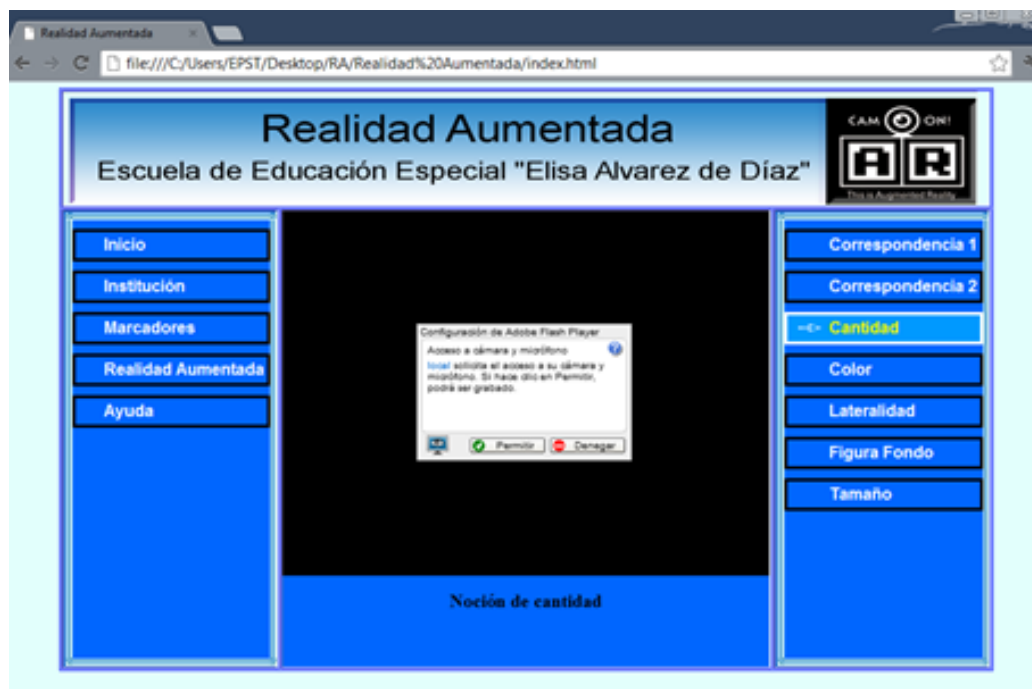 Realidad Aumentada
file:///C:/Users/EPST/Desktop/RA/Realidad%20Aumentada/index.html
Realidad Aumentada
Escuela de Educación Especial "Elisa Alvarez de Díaz"
CAM ON!
AR
This is Augmented Reality
Inicio
Institución
Marcadores
Realidad Aumentada
Ayuda
Configuración de Adobe Flash Player
Acceso a cámara y micrófono
local solicita el acceso a su cámara y
micrófono. Si hace clic en Permitir,
podrá ser grabado.
Permitir
Denegar
Noción de cantidad
Correspondencia 1
Correspondencia 2
Cantidad
Color
Lateralidad
Figura Fondo
Tamaño